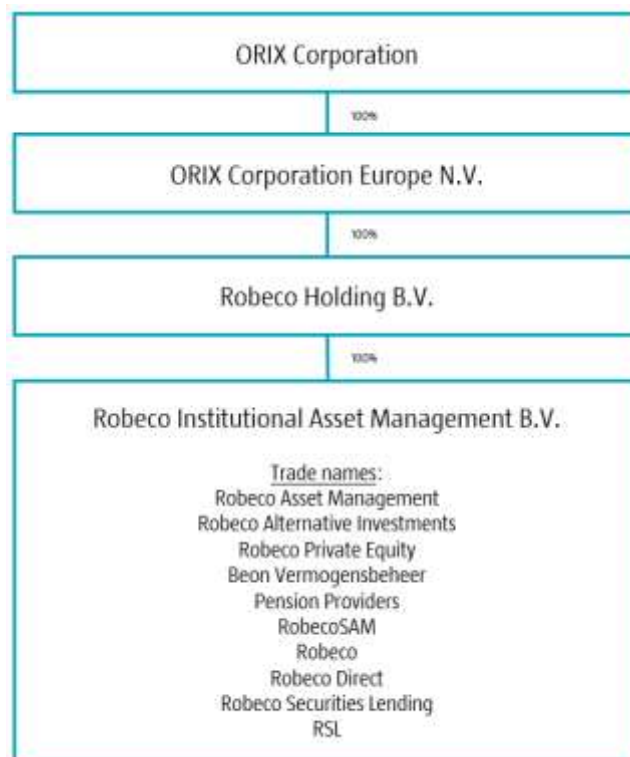 ORIX Corporation
100%
ORIX Corporation Europe N.V.
100%
Robeco Holding B.V.
100%
Robeco Institutional Asset Management B.V.
Trade names:
Robeco Asset Management
Robeco Alternative Investments
Robeco Private Equity
Beon Vermogensbeheer
Pension Providers
RobecoSAM
Robeco
Robeco Direct
Robeco Securities Lending
RSL